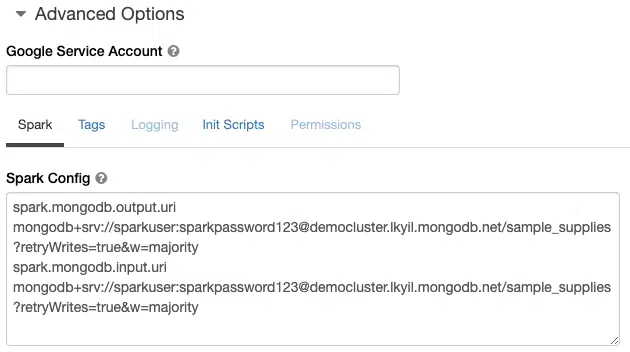 Advanced Options
Google Service Account
Spark Tags Logging Init Scripts Permissions
Spark Config
spark.mongodb.output.uri
mongodb+srv://sparkuser:sparkpassword123@democluster.lkyil.mongodb.net/sample_supplies
?retryWrites=true&w=majority
spark.mongodb.input.uri
mongodb+srv://sparkuser:sparkpassword123@democluster.lkyil.mongodb.net/sample_supplies
?retryWrites=true&w=majority